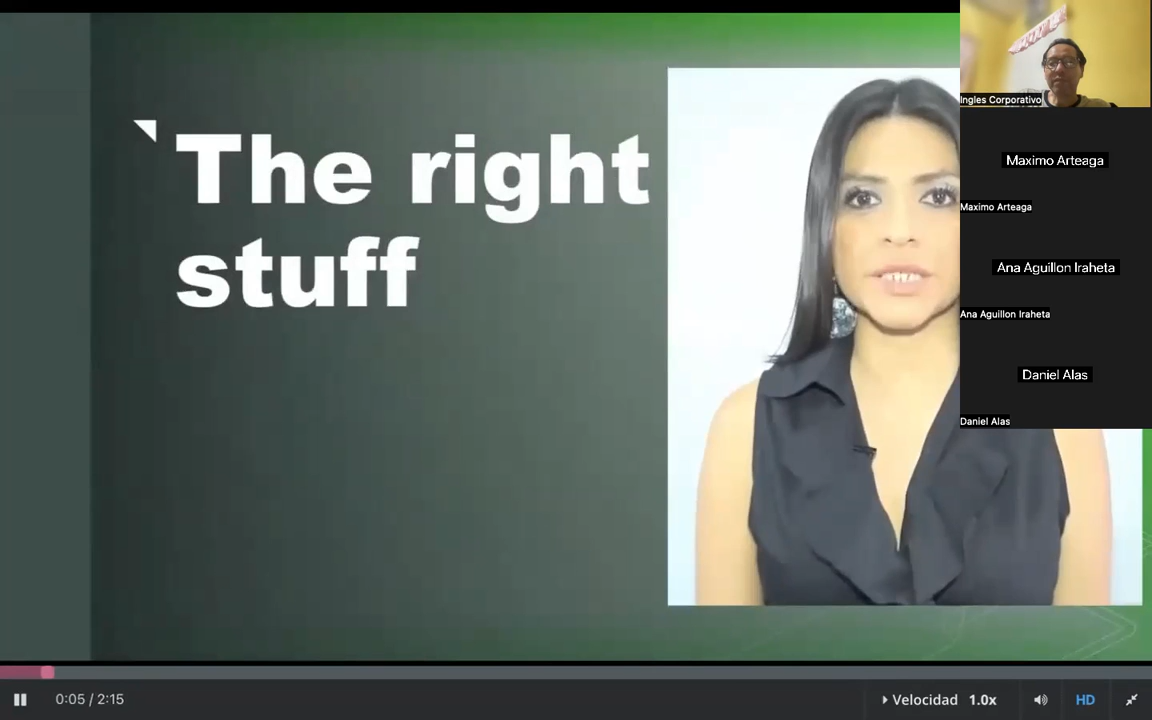 The right
stuff
Ingles Corporativo
Maximo Arteaga
Maximo Arteaga
Ana Aguillon Iraheta
Ana Aguillon Iraheta
Daniel Alas
Daniel Alas
0:05 / 2:15
Velocidad 1.0x
HD